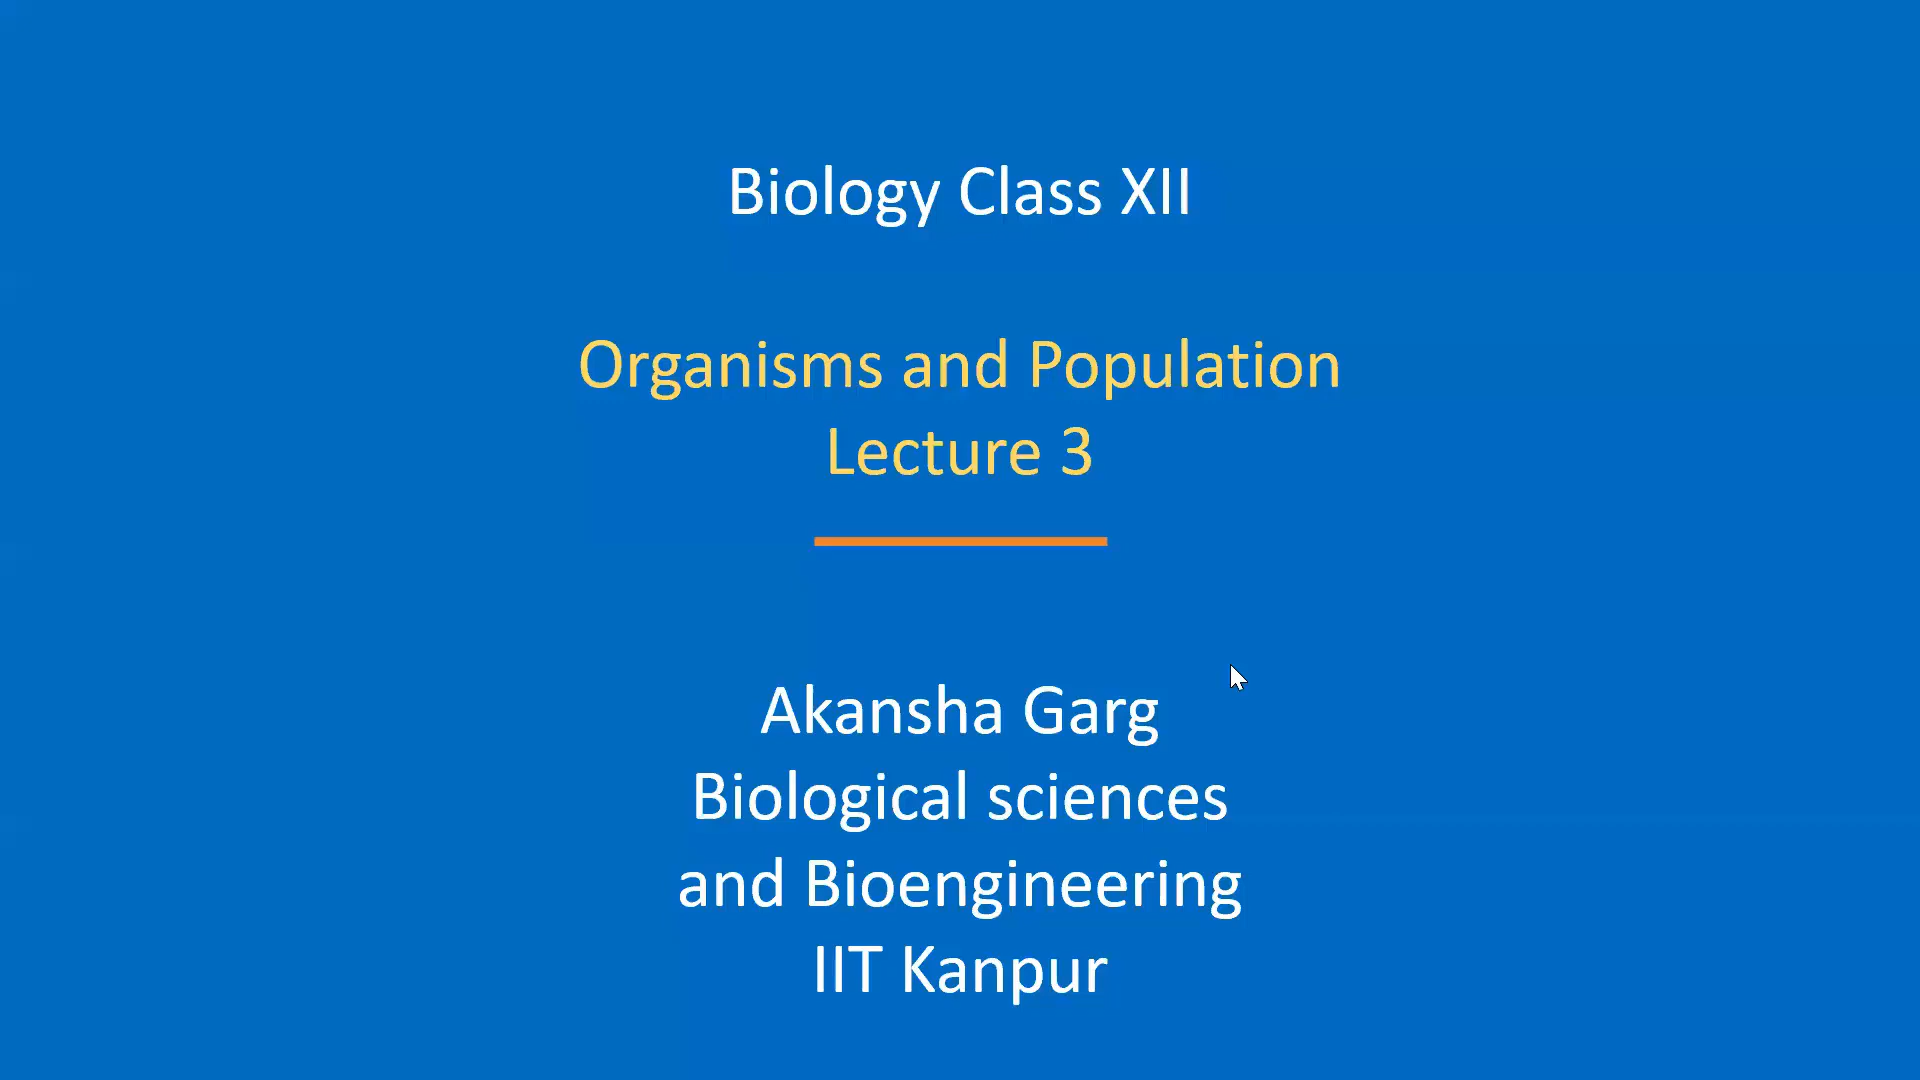 Biology Class XII
Organisms and Population
Lecture 3
Akansha Garg
Biological sciences
and Bioengineering
IIT Kanpur